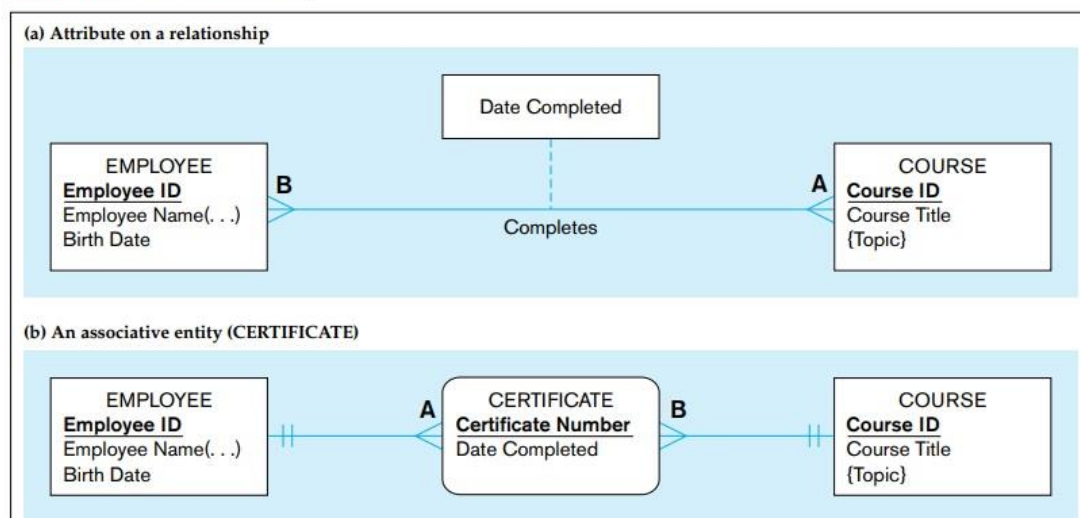 (a) Attribute on a relationship
Date Completed
EMPLOYEE
Employee ID
Employee Name(. . .)
Birth Date
B
Completes
A
COURSE
Course ID
Course Title
{Topic}
(b) An associative entity (CERTIFICATE)
EMPLOYEE
Employee ID
Employee Name(. . .)
Birth Date
A
CERTIFICATE
Certificate Number
Date Completed
B
COURSE
Course ID
Course Title
{Topic}